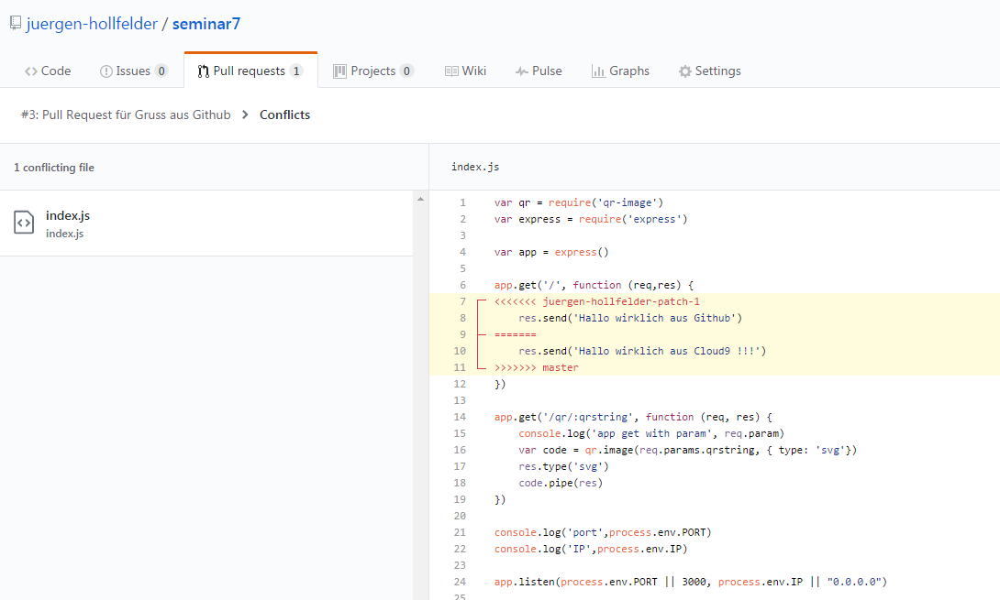 juergen-hollfelder / seminar7
Code Issues 0 Pull requests 1 Projects 0 Wiki Pulse Graphs Settings
#3: Pull Request für Gruss aus Github > Conflicts
1 conflicting file
index.js
index.js
index.js
1 var qr = require('qr-image')
2 var express = require('express')
3
4 var app = express()
5
6 app.get('/', function (req,res) {
7 <<<<<<< juergen-hollfelder-patch-1
8     res.send('Hallo wirklich aus Github')
9 =======
10     res.send('Hallo wirklich aus Cloud9 !!!')
11 >>>>>>> master
12 })
13
14 app.get('/qr/:qrstring', function (req, res) {
15     console.log('app get with param', req.param)
16     var code = qr.image(req.params.qrstring, { type: 'svg'})
17     res.type('svg')
18     code.pipe(res)
19 })
20
21 console.log('port',process.env.PORT)
22 console.log('IP',process.env.IP)
23
24 app.listen(process.env.PORT || 3000, process.env.IP || "0.0.0.0")
25